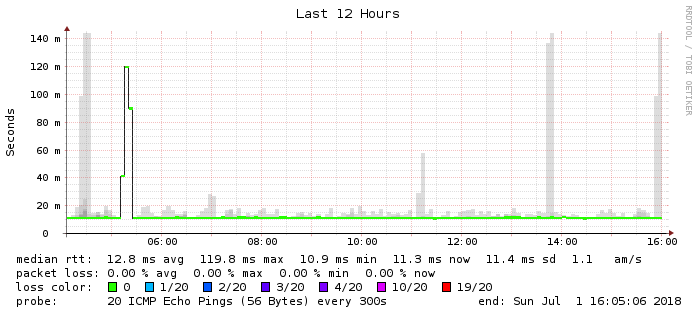 Last 12 Hours
RRDTOOL / TOBI OETIKER
Seconds
140 m
120 m
100 m
80 m
60 m
40 m
20 m
0
06:00 08:00 10:00 12:00 14:00 16:00
median rtt: 12.8 ms avg 119.8 ms max 10.9 ms min 11.3 ms now 11.4 ms sd 1.1 am/s
packet loss: 0.00 % avg 0.00 % max 0.00 % min 0.00 % now
loss color: 0 1/20 2/20 3/20 4/20 10/20 19/20
probe: 20 ICMP Echo Pings (56 Bytes) every 300s end: Sun Jul 1 16:05:06 2018